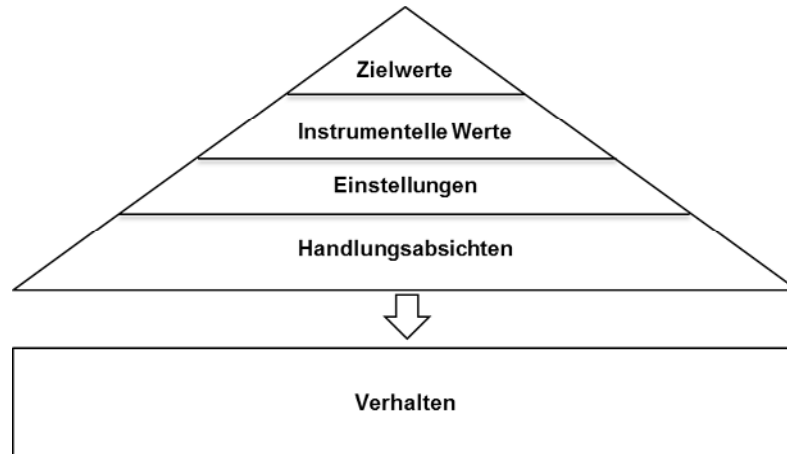 Zielwerte
Instrumentelle Werte
Einstellungen
Handlungsabsichten
Verhalten